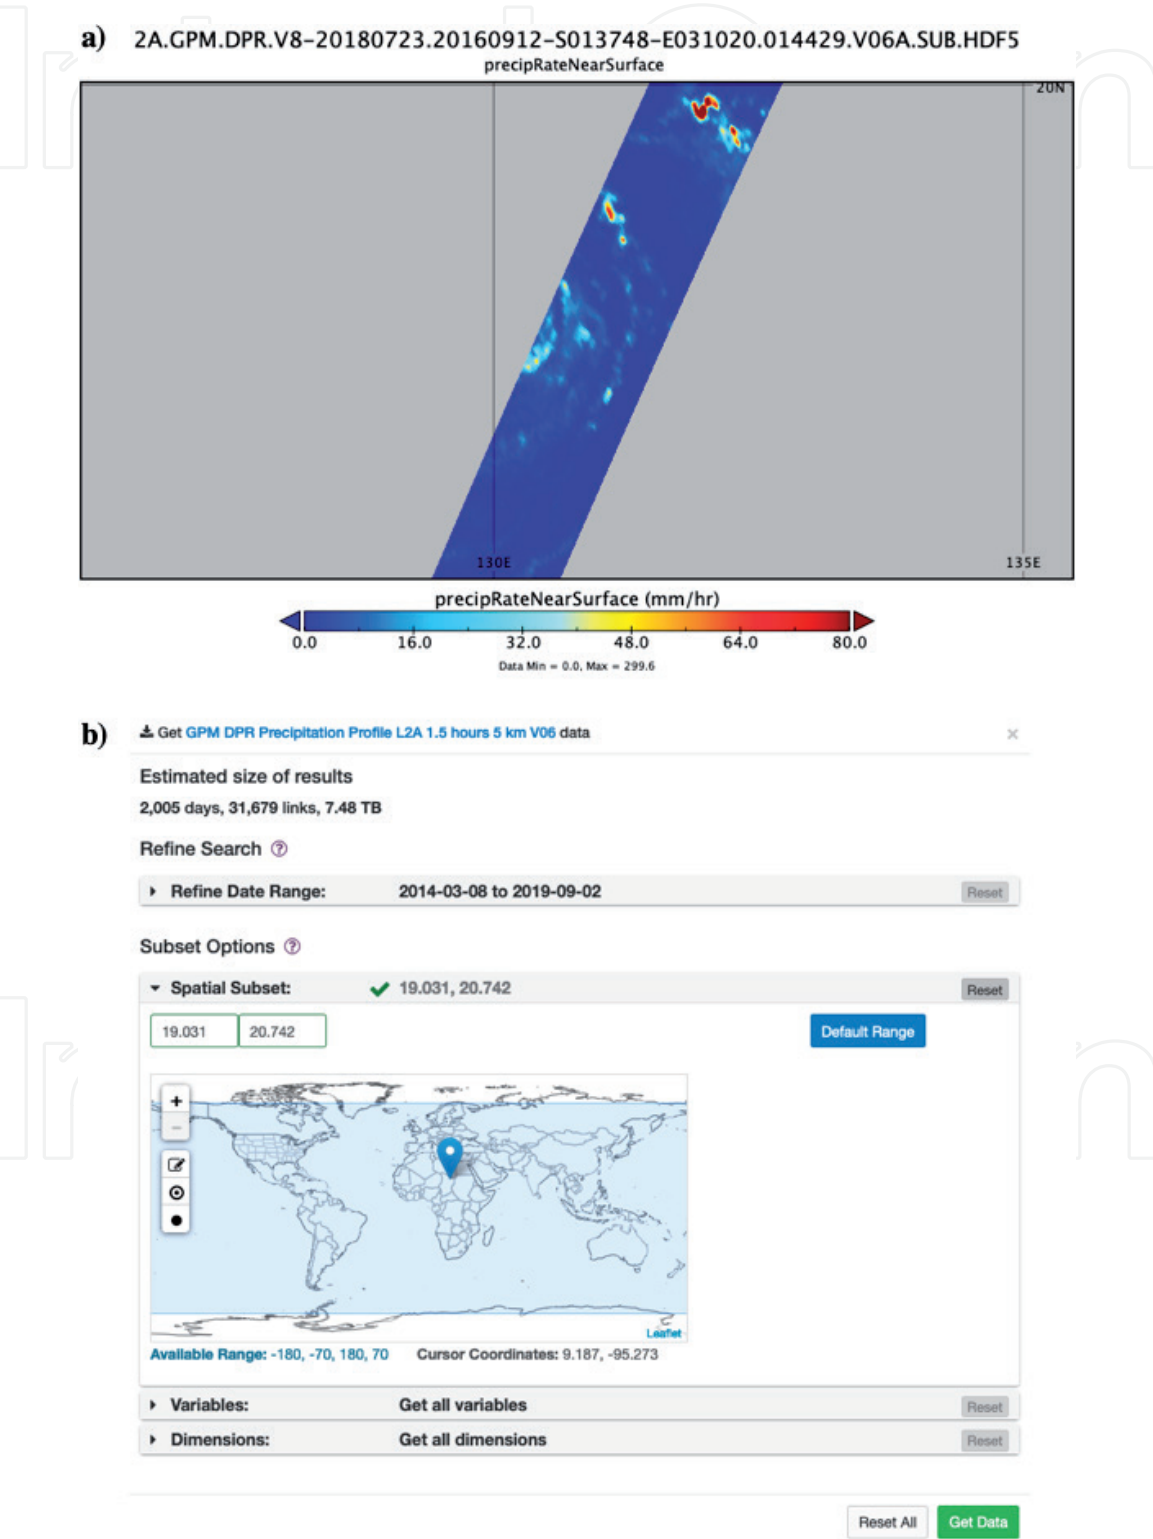 a) 2A.GPM.DPR.V8-20180723.20160912-S013748-E031020.014429.V06A.SUB.HDF5
precipRateNearSurface
20N
130E 135E
precipRateNearSurface (mm/hr)
0.0 16.0 32.0 48.0 64.0 80.0
Data Min = 0.0, Max = 299.6
b) Get GPM DPR Precipitation Profile L2A 1.5 hours 5 km V06 data ×
Estimated size of results
2,005 days, 31,679 links, 7.48 TB
Refine Search ?
Refine Date Range: 2014-03-08 to 2019-09-02 Reset
Subset Options ?
Spatial Subset: 19.031, 20.742 Reset
19.031 20.742 Default Range
+
−
Leaflet
Available Range: -180, -70, 180, 70 Cursor Coordinates: 9.187, -95.273
Variables: Get all variables Reset
Dimensions: Get all dimensions Reset
Reset All Get Data